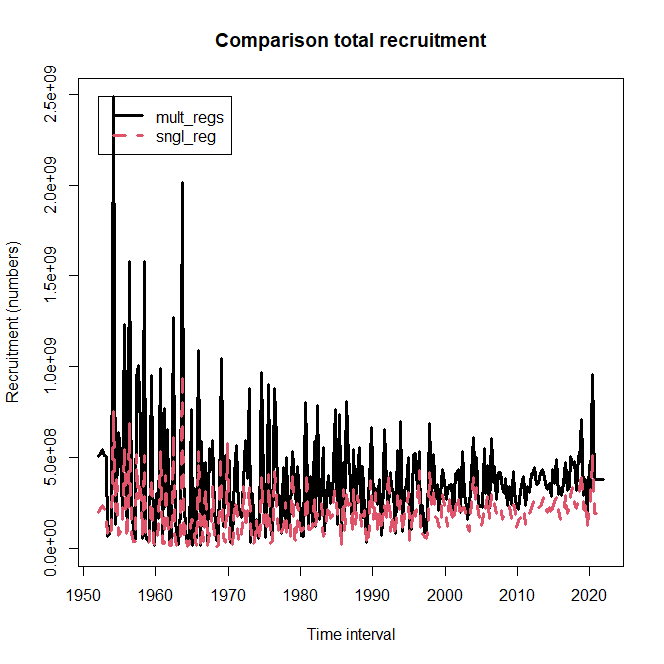 Comparison total recruitment
mult_regs
sngl_reg
2.5e+09
2.0e+09
1.5e+09
1.0e+09
5.0e+08
0.0e+00
Recruitment (numbers)
1950 1960 1970 1980 1990 2000 2010 2020
Time interval